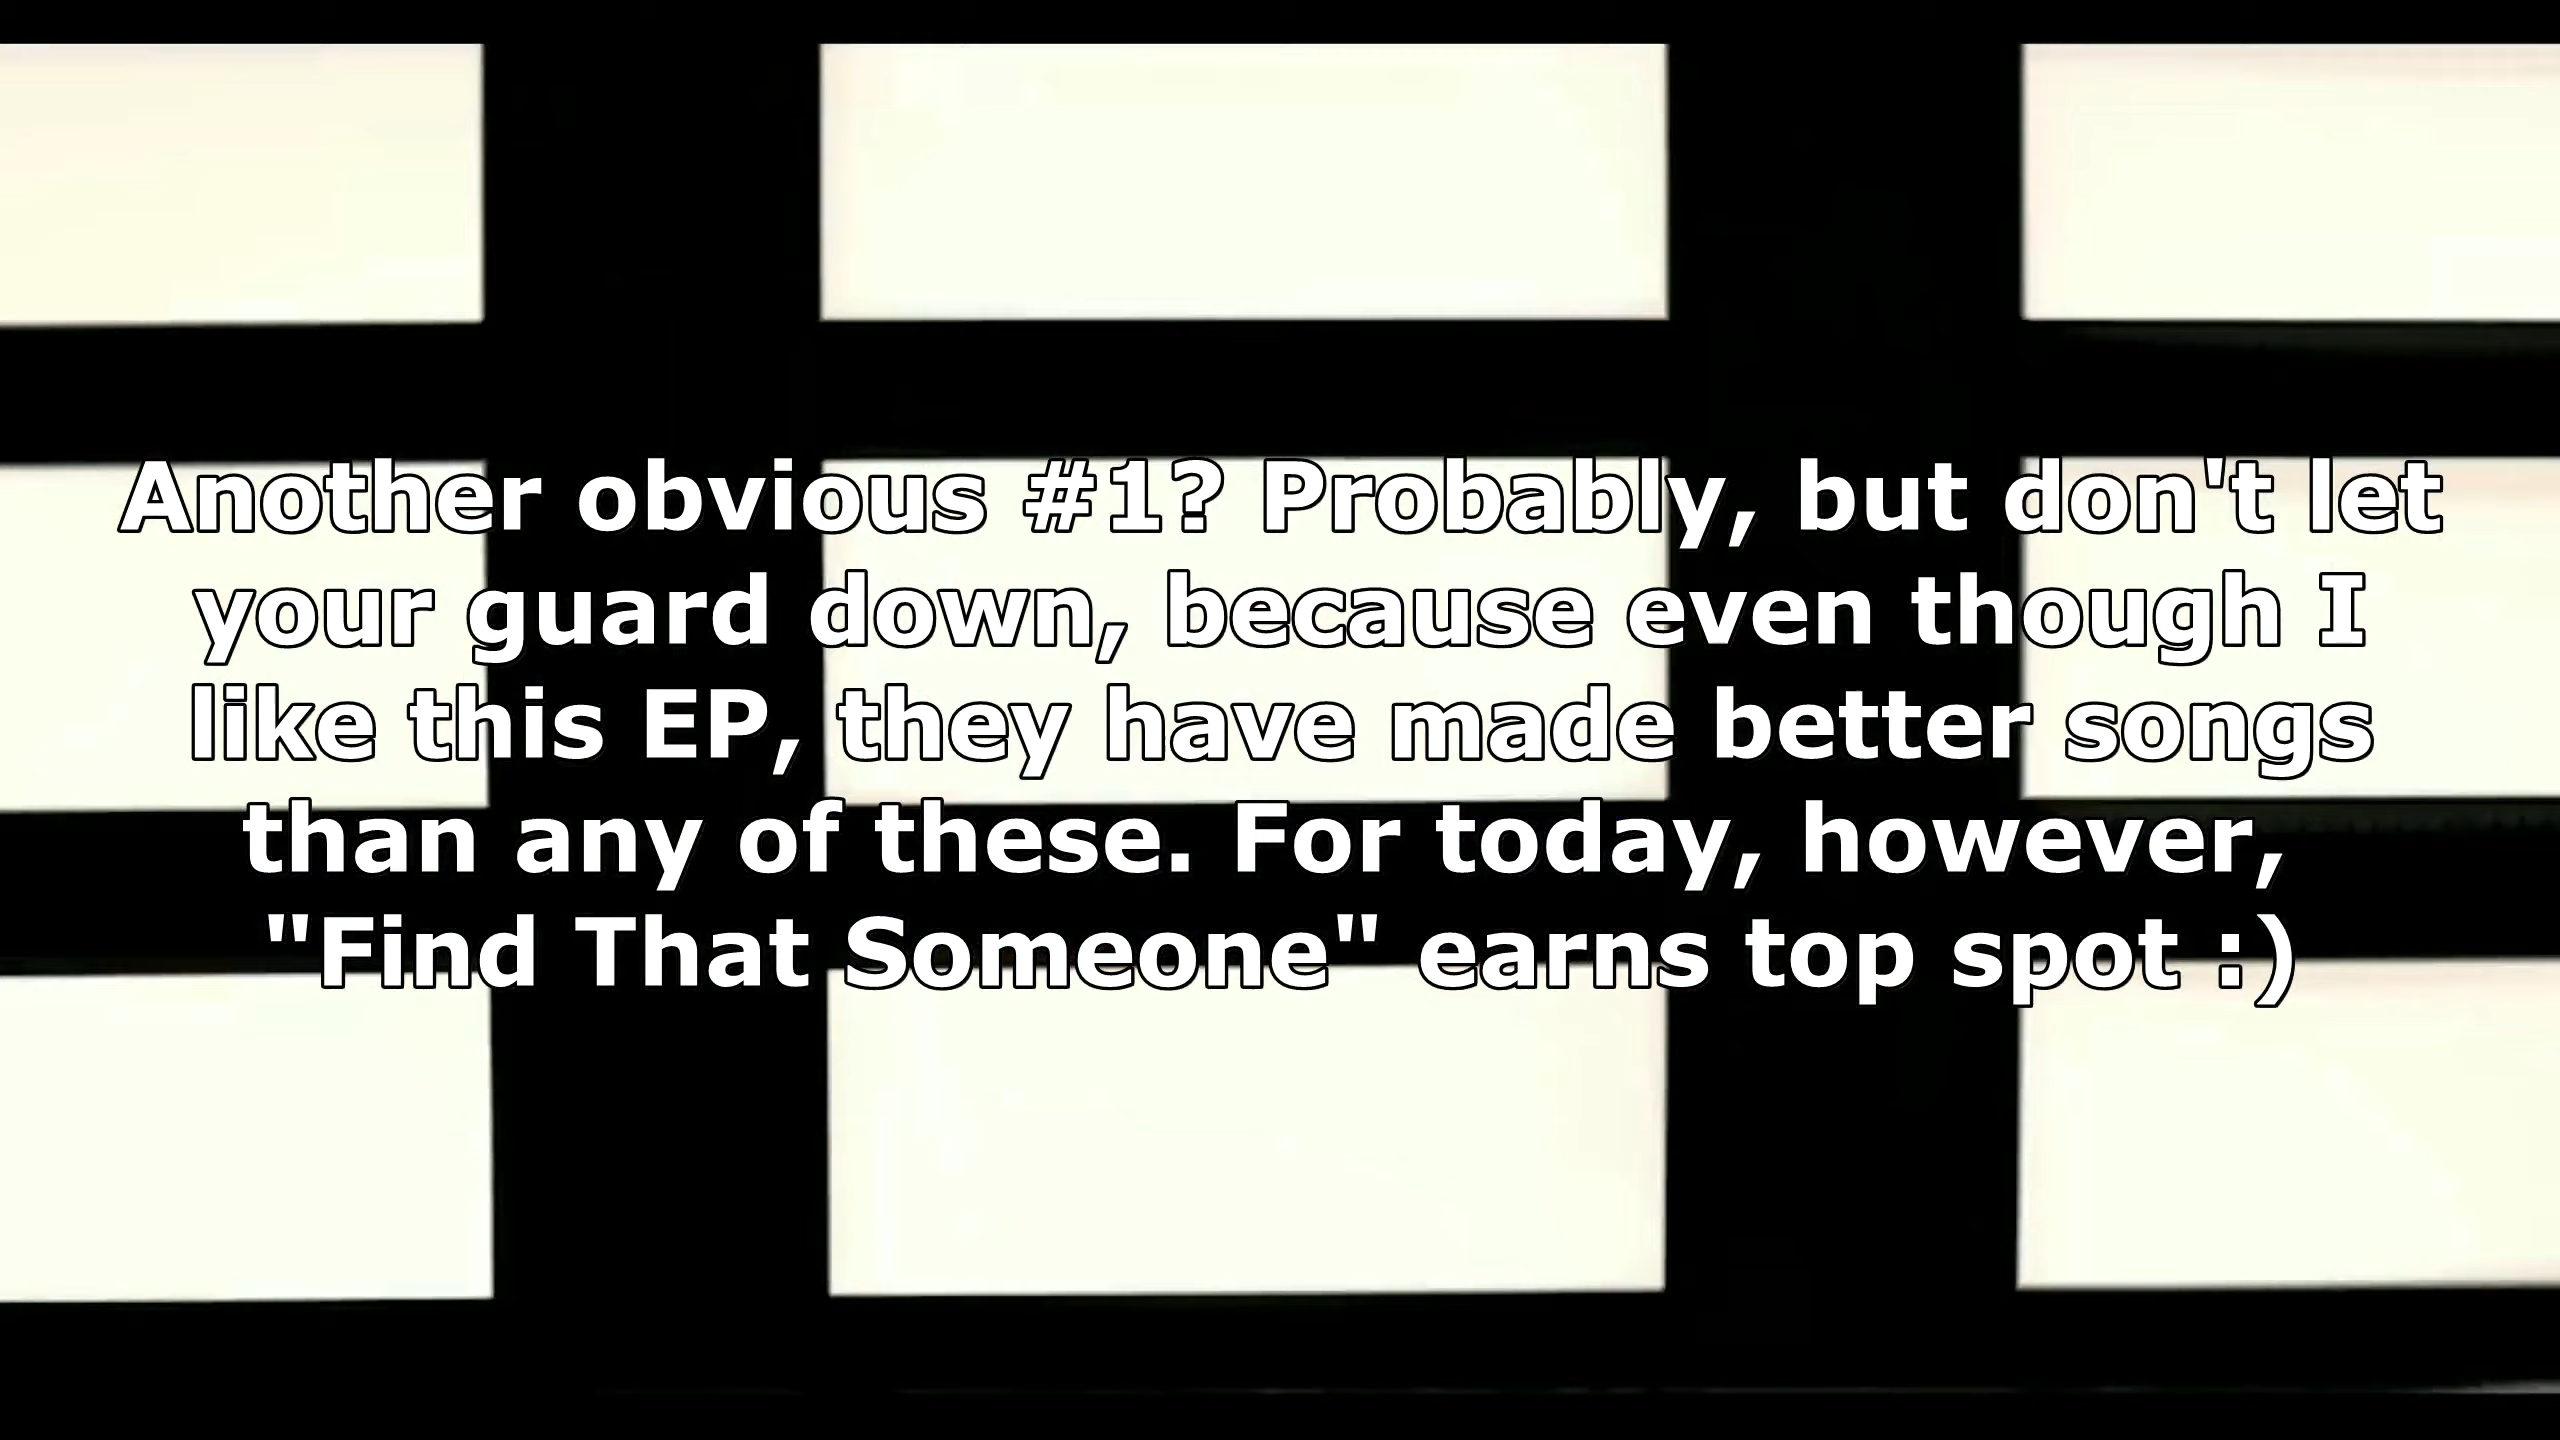 Another obvious #1? Probably, but don't let
your guard down, because even though I
like this EP, they have made better songs
than any of these. For today, however,
"Find That Someone" earns top spot :)